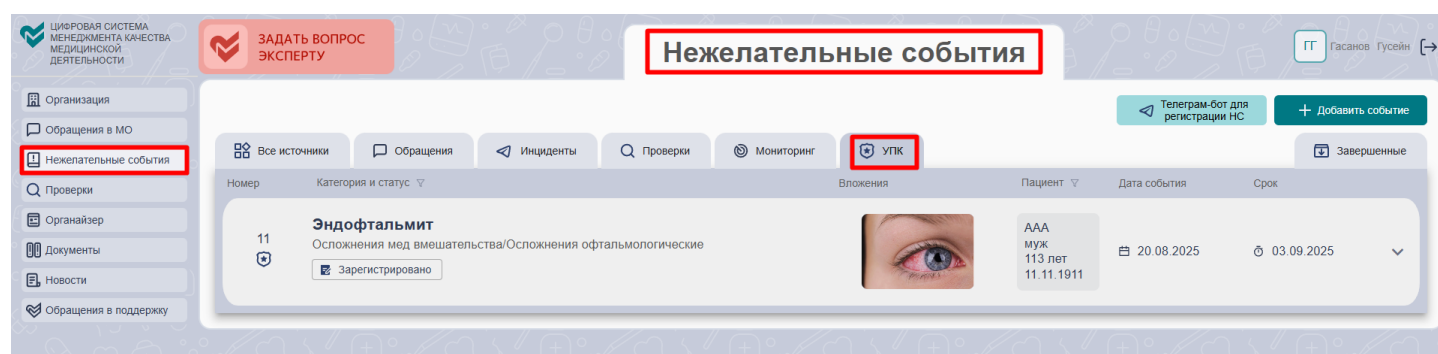 ЦИФРОВАЯ СИСТЕМА
МЕНЕДЖМЕНТА КАЧЕСТВА
МЕДИЦИНСКОЙ
ДЕЯТЕЛЬНОСТИ
ЗАДАТЬ ВОПРОС
ЭКСПЕРТУ
Нежелательные события
ГГ Гасанов Гусейн
Организация
Обращения в МО
Нежелательные события
Проверки
Органайзер
Документы
Новости
Обращения в поддержку
Телеграм-бот для
регистрации НС
+ Добавить событие
Все источники Обращения Инциденты Проверки Мониторинг УПК Завершенные
Номер Категория и статус Вложения Пациент Дата события Срок
11
Эндофтальмит
Осложнения мед вмешательства/Осложнения офтальмологические
Зарегистрировано
ААА
муж
113 лет
11.11.1911
20.08.2025
03.09.2025